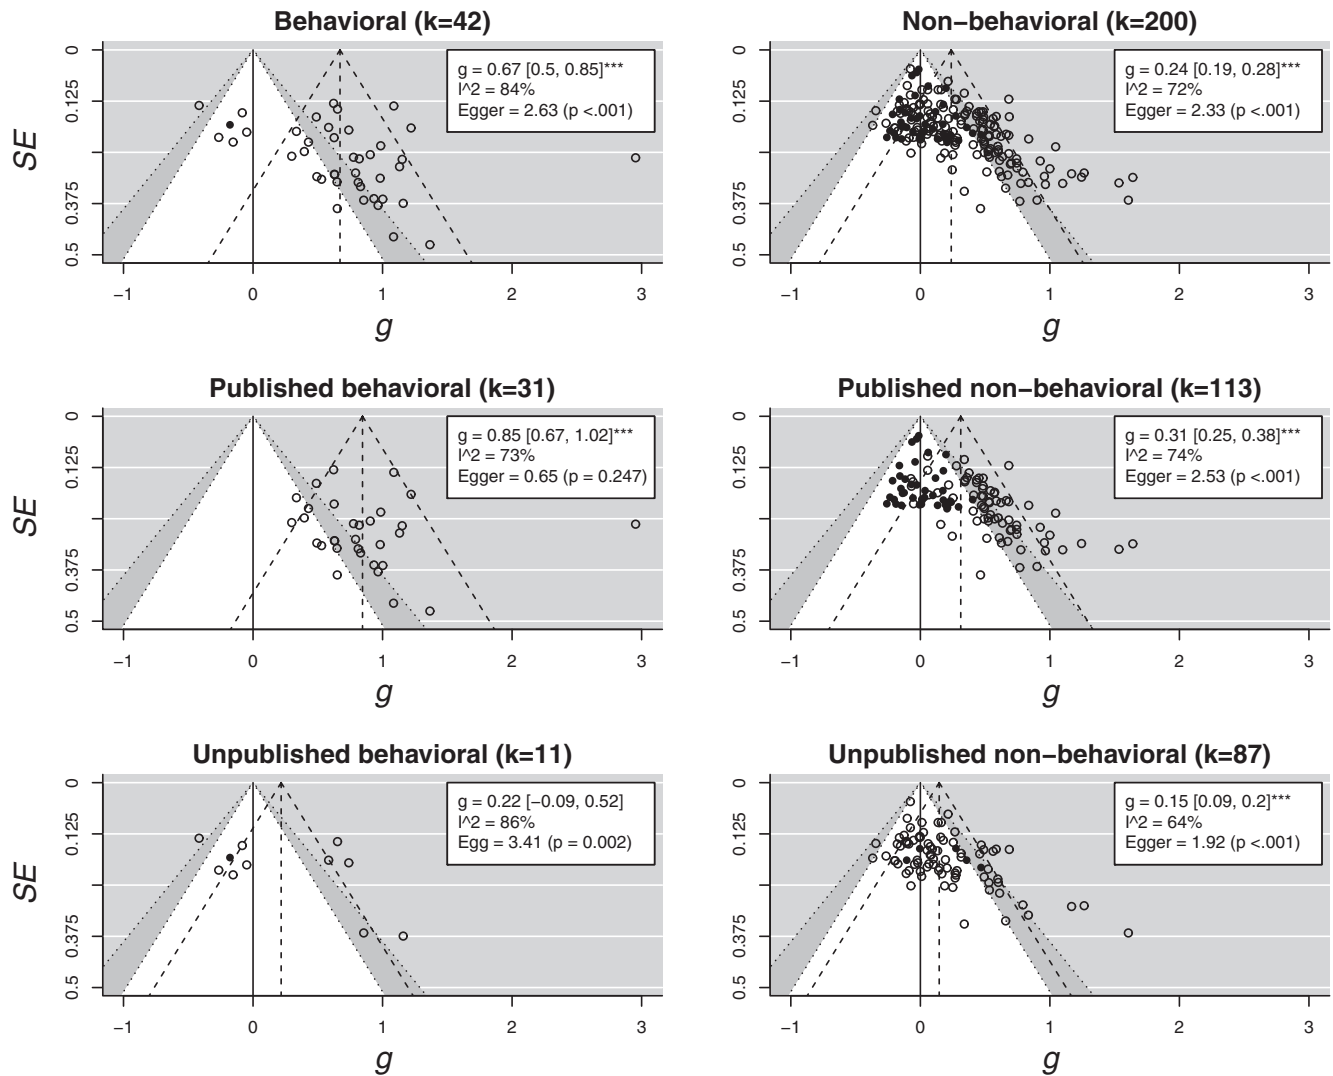 Behavioral (k=42)
g = 0.67 [0.5, 0.85]***
I^2 = 84%
Egger = 2.63 (p <.001)
SE
0
0.125
0.375
0.5
−1
0
1
2
3
g
Non−behavioral (k=200)
g = 0.24 [0.19, 0.28]***
I^2 = 72%
Egger = 2.33 (p <.001)
0
0.125
0.375
0.5
−1
0
1
2
3
g
Published behavioral (k=31)
g = 0.85 [0.67, 1.02]***
I^2 = 73%
Egger = 0.65 (p = 0.247)
SE
0
0.125
0.375
0.5
−1
0
1
2
3
g
Published non−behavioral (k=113)
g = 0.31 [0.25, 0.38]***
I^2 = 74%
Egger = 2.53 (p <.001)
0
0.125
0.375
0.5
−1
0
1
2
3
g
Unpublished behavioral (k=11)
g = 0.22 [−0.09, 0.52]
I^2 = 86%
Egg = 3.41 (p = 0.002)
SE
0
0.125
0.375
0.5
−1
0
1
2
3
g
Unpublished non−behavioral (k=87)
g = 0.15 [0.09, 0.2]***
I^2 = 64%
Egger = 1.92 (p <.001)
0
0.125
0.375
0.5
−1
0
1
2
3
g